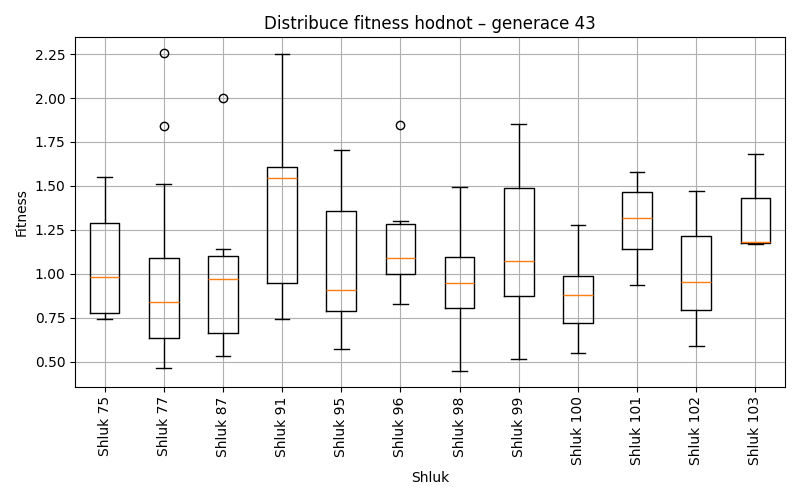 Distribuce fitness hodnot – generace 43
Fitness
2.25
2.00
1.75
1.50
1.25
1.00
0.75
0.50
Shluk 75
Shluk 77
Shluk 87
Shluk 91
Shluk 95
Shluk 96
Shluk 98
Shluk 99
Shluk 100
Shluk 101
Shluk 102
Shluk 103
Shluk